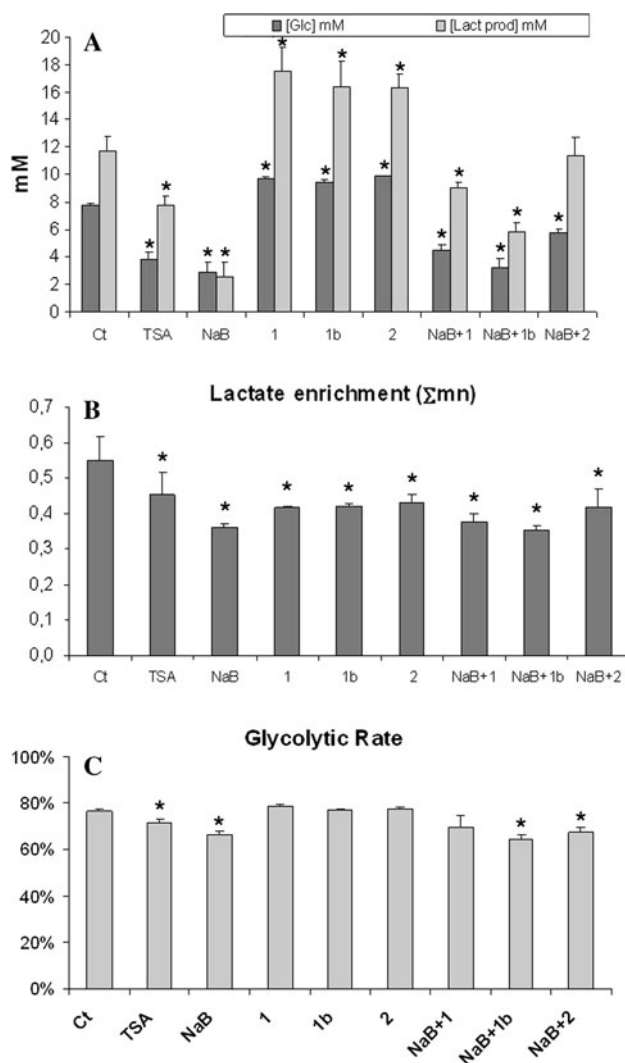 [Glc] mM [Lact prod] mM
A
20
18
16
14
12
10
8
6
4
2
0
mM
* * * * * * * * * * * * * * *
Ct TSA NaB 1 1b 2 NaB+1 NaB+1b NaB+2
Lactate enrichment (Σmn)
B
0,7
0,6
0,5
0,4
0,3
0,2
0,1
0,0
* * * * * * * *
Ct TSA NaB 1 1b 2 NaB+1 NaB+1b NaB+2
Glycolytic Rate
C
100%
80%
60%
40%
20%
0%
* * * *
Ct TSA NaB 1 1b 2 NaB+1 NaB+1b NaB+2